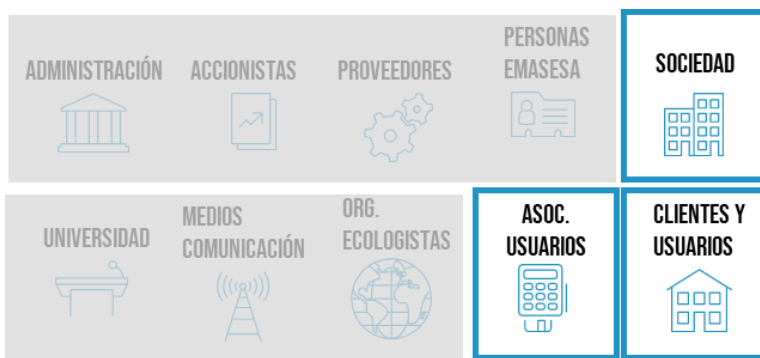 ADMINISTRACIÓN
ACCIONISTAS
PROVEEDORES
PERSONAS
EMASESA
SOCIEDAD
UNIVERSIDAD
MEDIOS
COMUNICACIÓN
ORG.
ECOLOGISTAS
ASOC.
USUARIOS
CLIENTES Y
USUARIOS